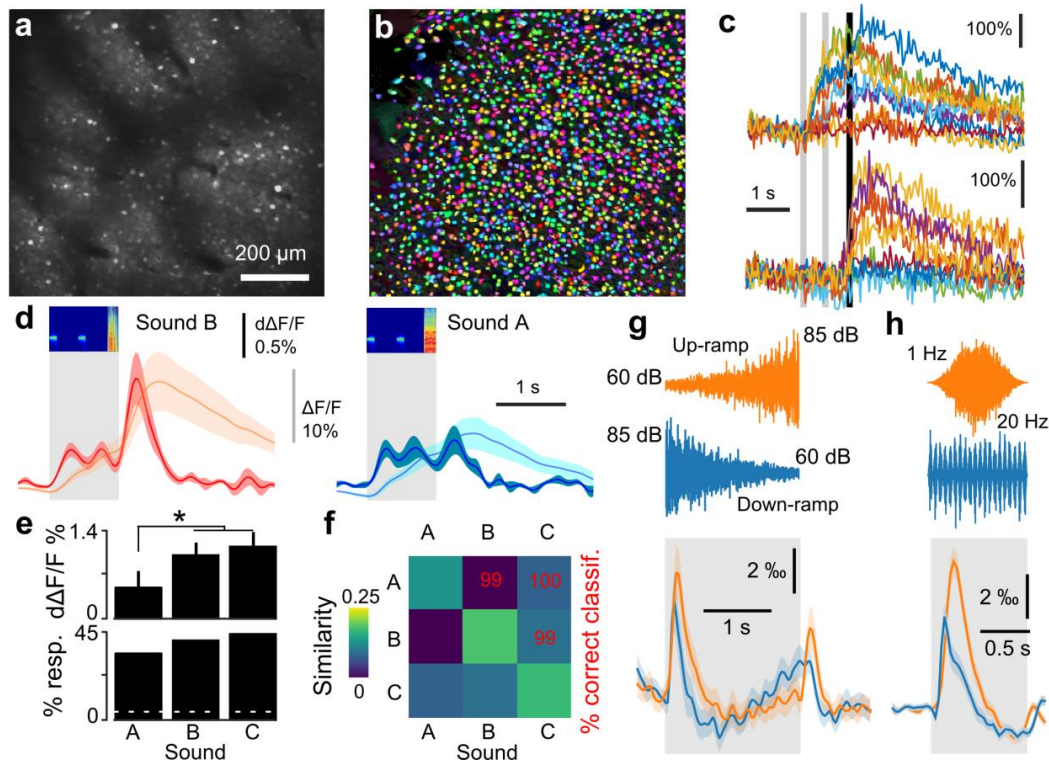 a
200 µm
b
c
100%
1 s
100%
d
Sound B
dΔF/F
0.5%
ΔF/F
10%
Sound A
1 s
e
*
dΔF/F %
1.4
0
% resp.
45
0
A B C
Sound
f
A B C
A
B
C
99 100
99
Similarity
0.25
0
% correct classif.
g
85 dB
Up-ramp
60 dB
85 dB
60 dB
Down-ramp
2 ‰
1 s
h
1 Hz
20 Hz
2 ‰
0.5 s